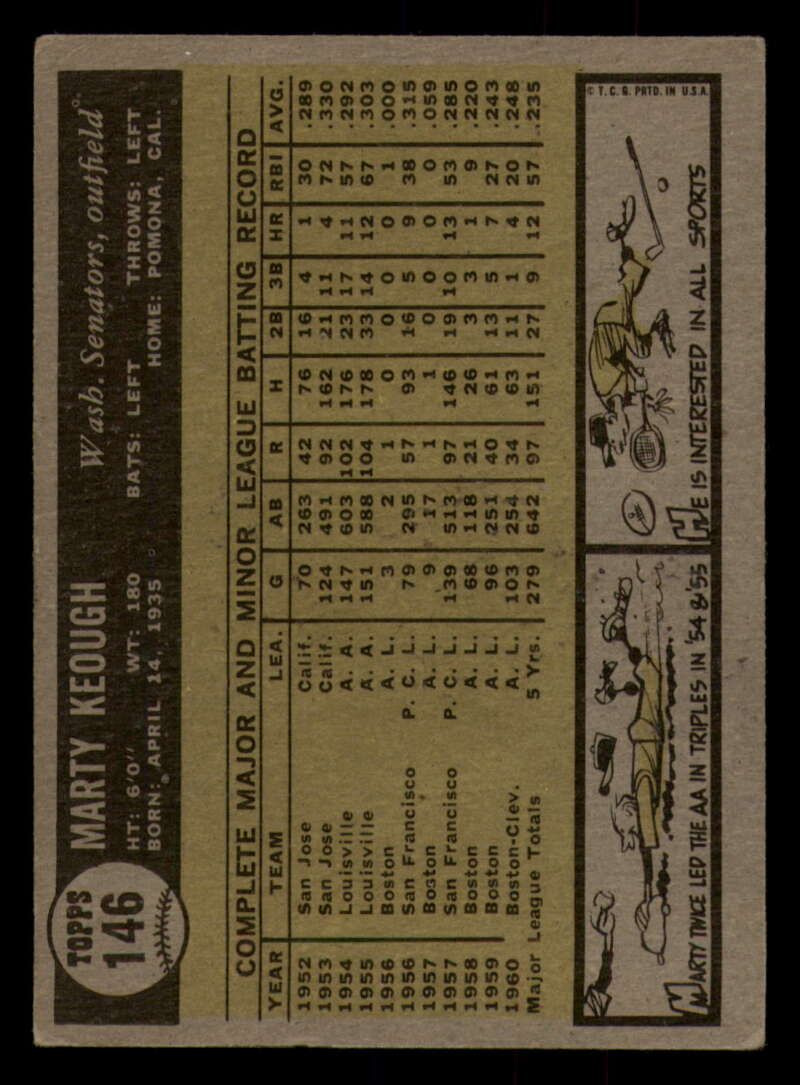 TOPPS
146
MARTY KEOUGH Wash. Senators, outfield
HT: 6'0" WT: 180 BATS: LEFT THROWS: LEFT
BORN: APRIL 14, 1935 HOME: POMONA, CAL.
COMPLETE MAJOR AND MINOR LEAGUE BATTING RECORD
YEAR TEAM LEA. G AB R H 2B 3B HR RBI AVG.
1952 San Jose Calif. 70 263 42 76 16 4 1 30 .289
1953 San Jose Calif. 124 491 92 162 21 11 4 72 .330
1954 Louisville A. A. 147 603 102 176 23 17 11 57 .292
1955 Louisville A. A. 151 588 104 178 33 14 12 67 .303
1956 Boston A. L. 3 2 1 0 0 0 0 1 .000
1956 San Francisco P. C. L. 79 295 57 93 16 5 9 38 .315
1957 Boston A. L. 9 17 1 1 0 0 0 0 .059
1957 San Francisco P. C. L. 139 513 97 146 19 10 13 53 .285
1958 Boston A. L. 68 118 21 26 3 3 1 9 .220
1959 Boston A. L. 96 251 40 61 13 5 7 27 .243
1960 Boston-Clev. A. L. 103 254 34 63 11 1 4 20 .248
Major League Totals 5 Yrs. 279 642 97 151 27 9 12 57 .235
MARTY TWICE LED THE AA IN TRIPLES IN '54 & '55
© T. C. G. PRTD. IN U.S.A.
HE IS INTERESTED IN ALL SPORTS